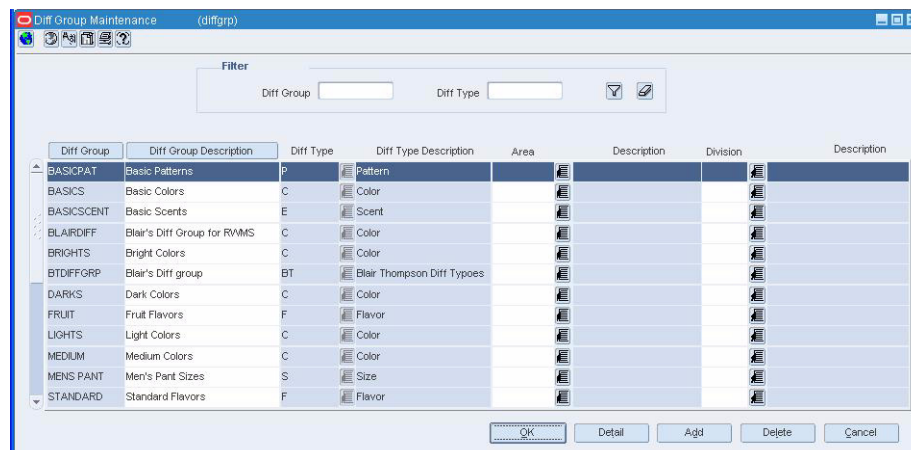 Diff Group Maintenance (diffgrp)
Filter
Diff Group Diff Type
Diff Group Diff Group Description Diff Type Diff Type Description Area Description Division Description
BASICPAT Basic Patterns P Pattern
BASICS Basic Colors C Color
BASICSCENT Basic Scents E Scent
BLAIRDIFF Blair's Diff Group for RWMS C Color
BRIGHTS Bright Colors C Color
BTDIFFGRP Blair's Diff group BT Blair Thompson Diff Typoes
DARKS Dark Colors C Color
FRUIT Fruit Flavors F Flavor
LIGHTS Light Colors C Color
MEDIUM Medium Colors C Color
MENS PANT Men's Pant Sizes S Size
STANDARD Standard Flavors F Flavor
OK Detail Add Delete Cancel